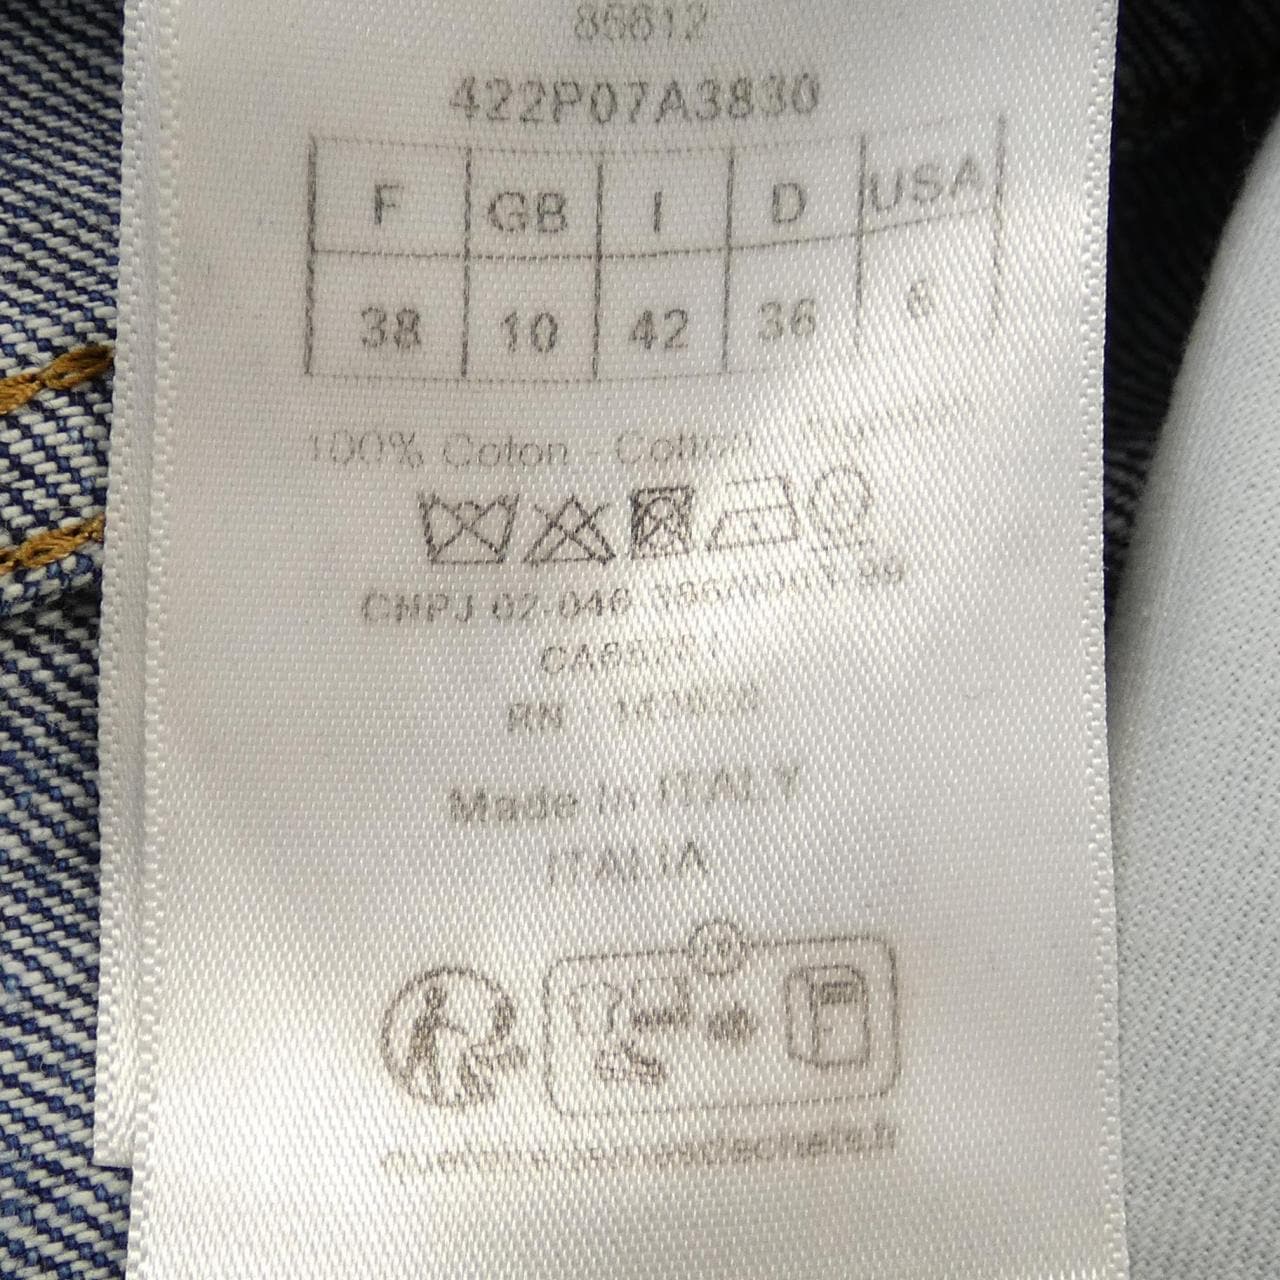 85612
422P07A3830
F GB I D USA
38 10 42 36 6
100% Coton - Cotton
CNPJ 02-046
RN
Made in ITALY
ITALIA